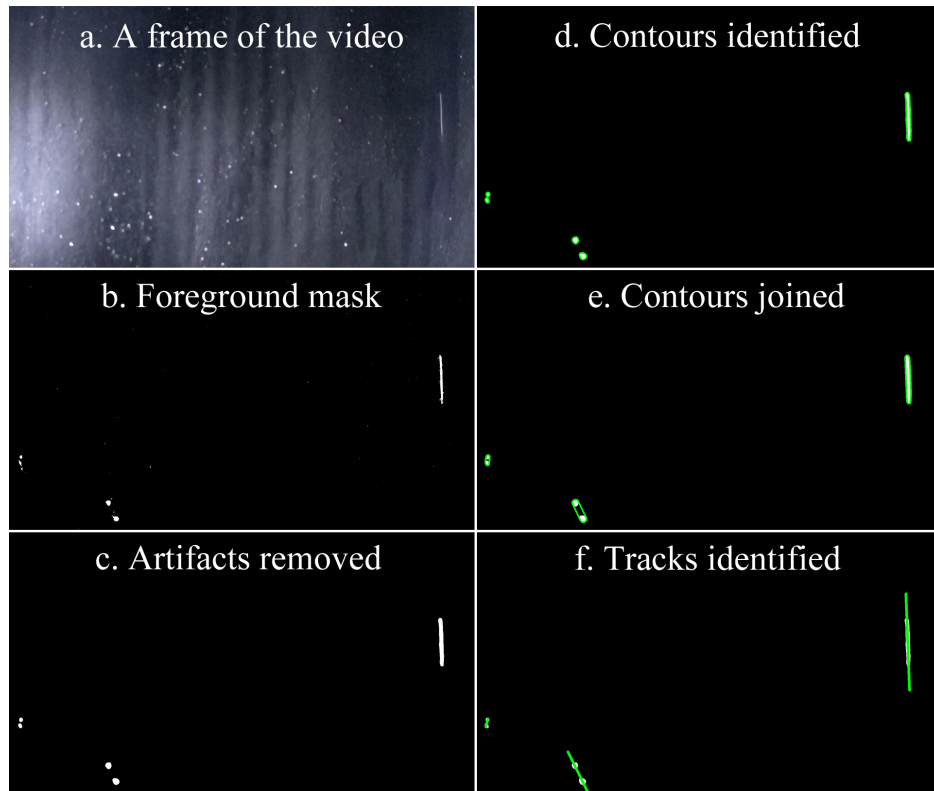 a. A frame of the video
d. Contours identified
b. Foreground mask
e. Contours joined
c. Artifacts removed
f. Tracks identified